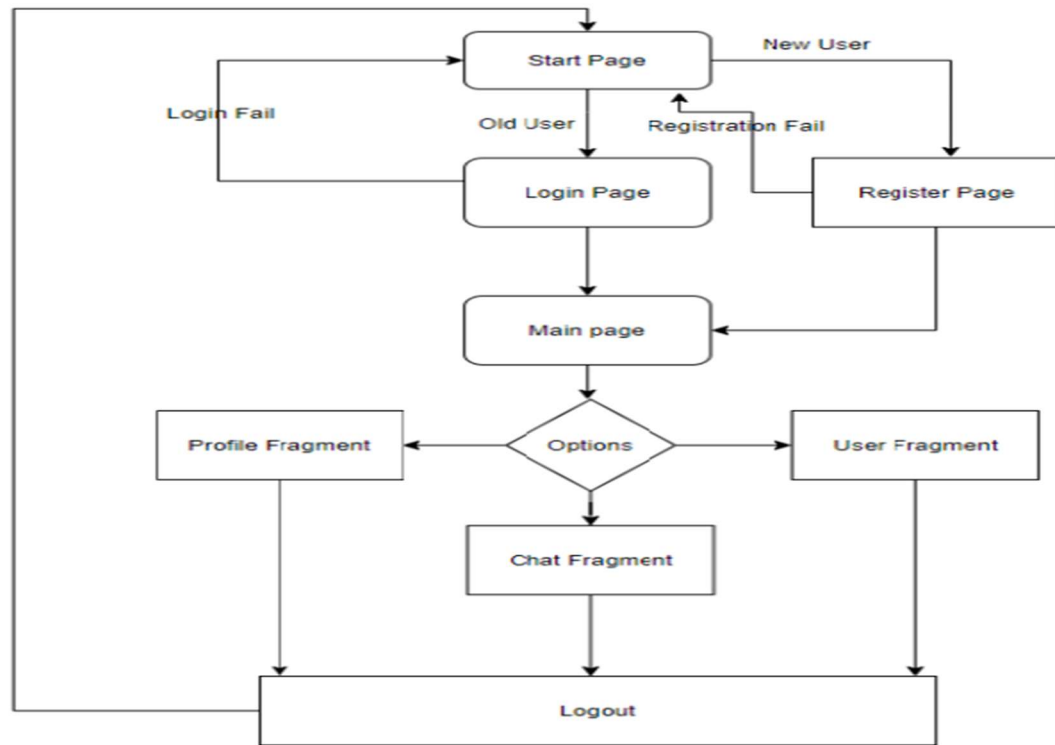 New User
Start Page
Login Fail
Old User
Registration Fail
Login Page
Register Page
Main page
Profile Fragment
Options
User Fragment
Chat Fragment
Logout